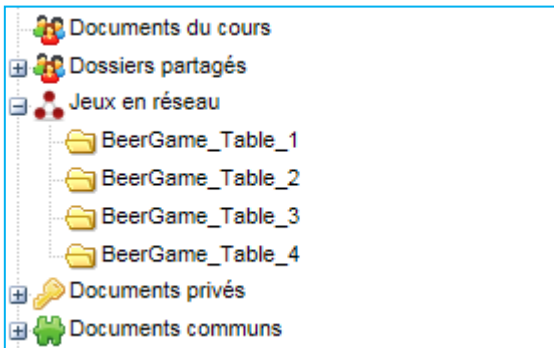 Documents du cours
Dossiers partagés
Jeux en réseau
BeerGame_Table_1
BeerGame_Table_2
BeerGame_Table_3
BeerGame_Table_4
Documents privés
Documents communs